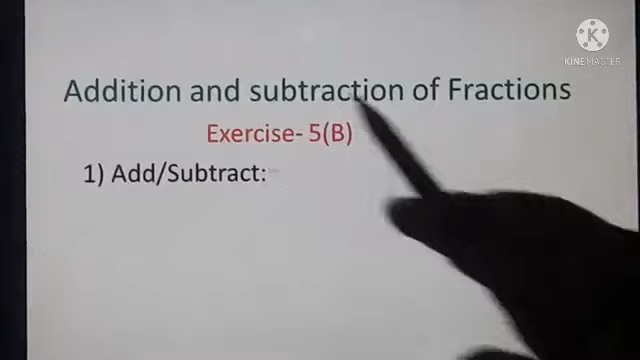 K
KINEMASTER
Addition and subtraction of Fractions
Exercise- 5(B)
1) Add/Subtract: